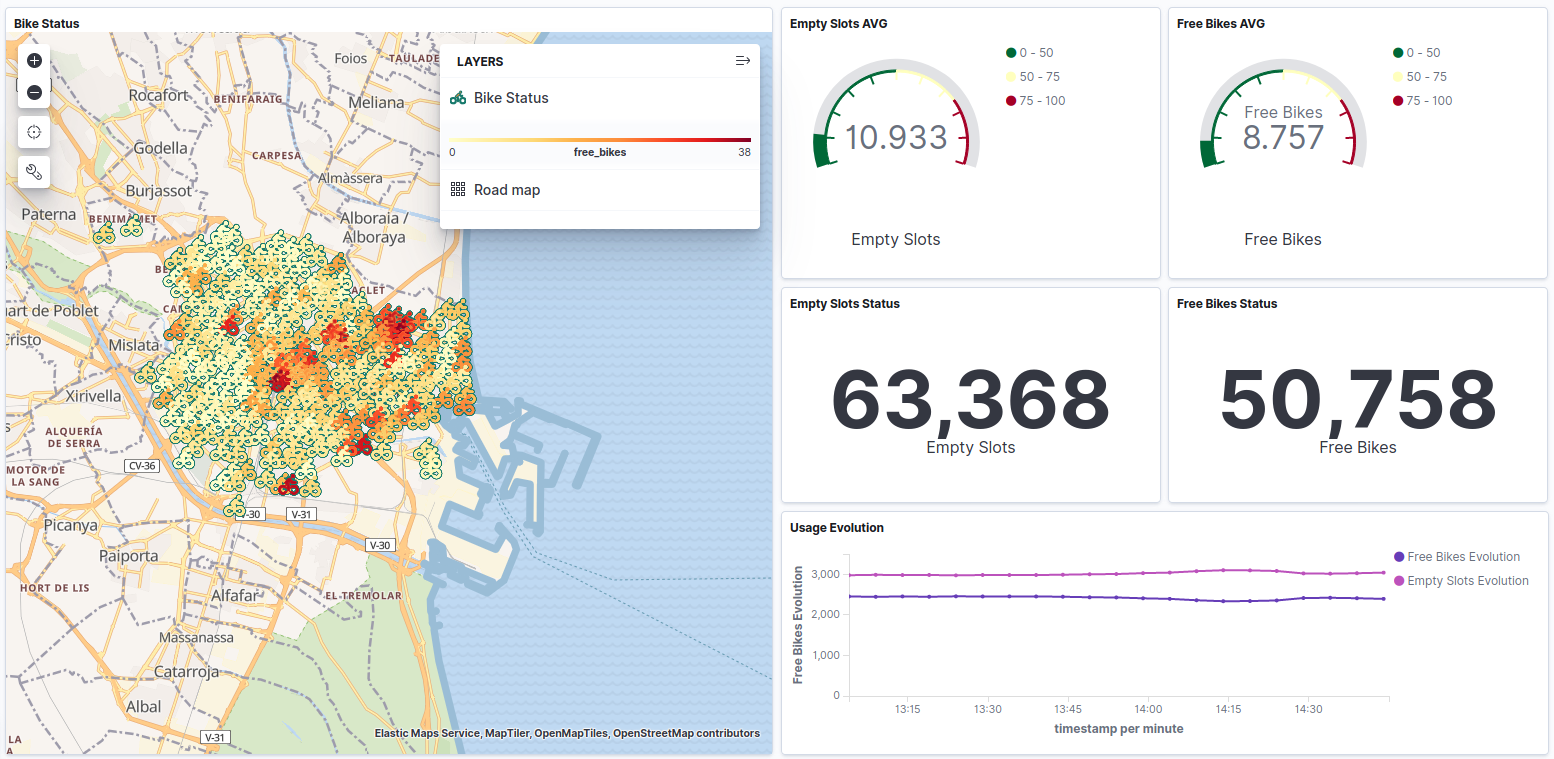 Bike Status
Foios
TAULADE
LAYERS
Bike Status
0
free_bikes
38
Road map
Rocafort
BENIFARAIG
Meliana
Godella
CARPESA
Burjassot
Almàssera
Paterna
BENIMÀMET
Alboraia /
Alboraya
BE
ACLET
CAM
art de Poblet
risto
Mislata
Xirivella
ALQUERÍA
DE SERRA
MOTOR DE
LA SANG
CV-36
V-30
V-31
Picanya
V-30
Paiporta
HORT DE LIS
Alfafar
EL TREMOLAR
Massanassa
Catarroja
Albal
V-31
LA
A
Elastic Maps Service, MapTiler, OpenMapTiles, OpenStreetMap contributors
Empty Slots AVG
0 - 50
50 - 75
75 - 100
10.933
Empty Slots
Free Bikes AVG
0 - 50
50 - 75
75 - 100
Free Bikes
8.757
Free Bikes
Empty Slots Status
63,368
Empty Slots
Free Bikes Status
50,758
Free Bikes
Usage Evolution
Free Bikes Evolution
3,000
2,000
1,000
0
13:15
13:30
13:45
14:00
14:15
14:30
timestamp per minute
Free Bikes Evolution
Empty Slots Evolution